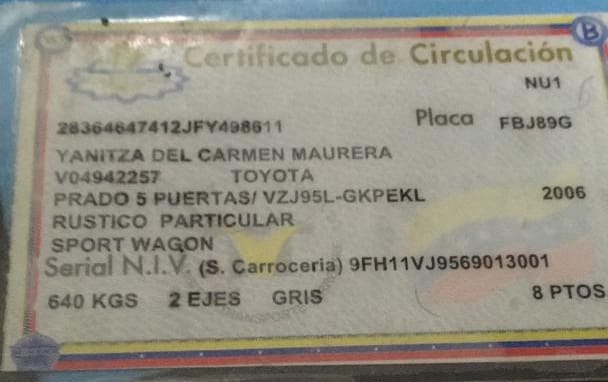 Certificado de Circulación
B
NU1
28364647412JFY498611 Placa FBJ89G
YANITZA DEL CARMEN MAURERA
V04942257 TOYOTA
PRADO 5 PUERTAS/ VZJ95L-GKPEKL 2006
RUSTICO PARTICULAR
SPORT WAGON
Serial N.I.V. (S. Carroceria) 9FH11VJ9569013001
640 KGS 2 EJES GRIS 8 PTOS